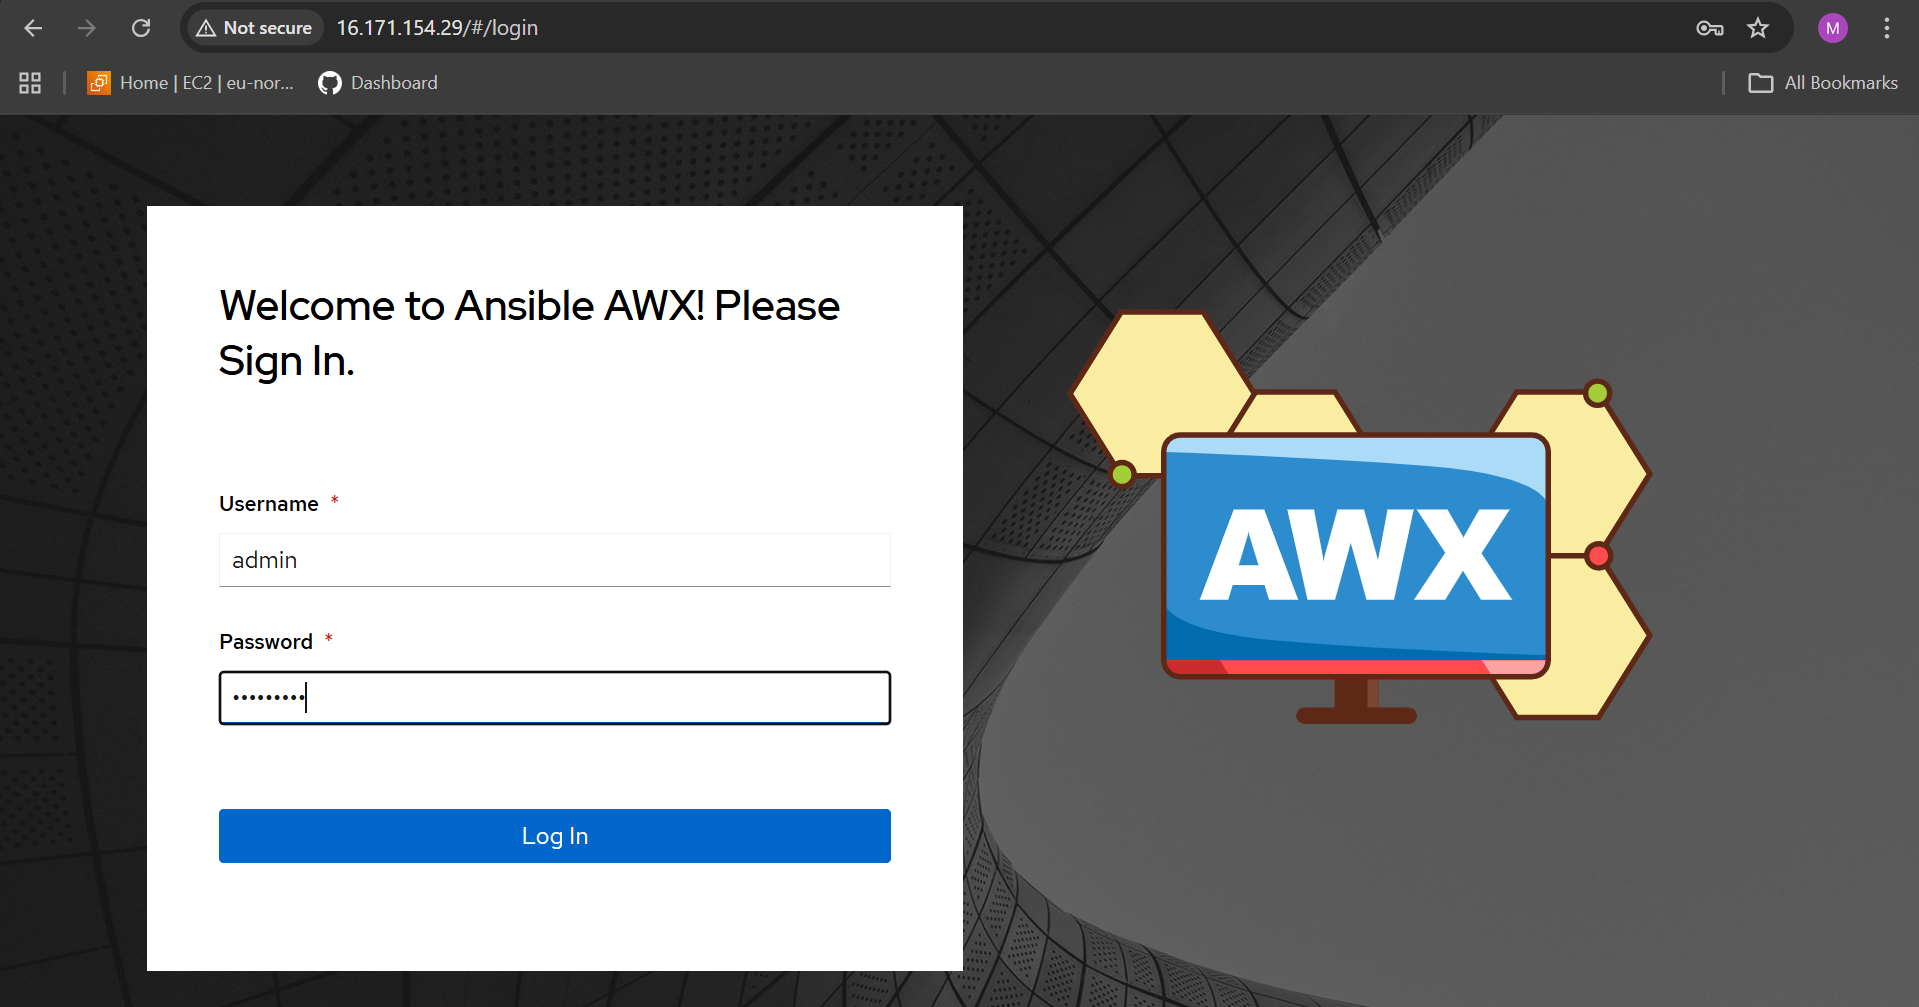 Not secure
16.171.154.29/#/login
M
Home | EC2 | eu-nor...
Dashboard
All Bookmarks
Welcome to Ansible AWX! Please
Sign In.
Username *
admin
Password *
•••••••••
Log In
AWX